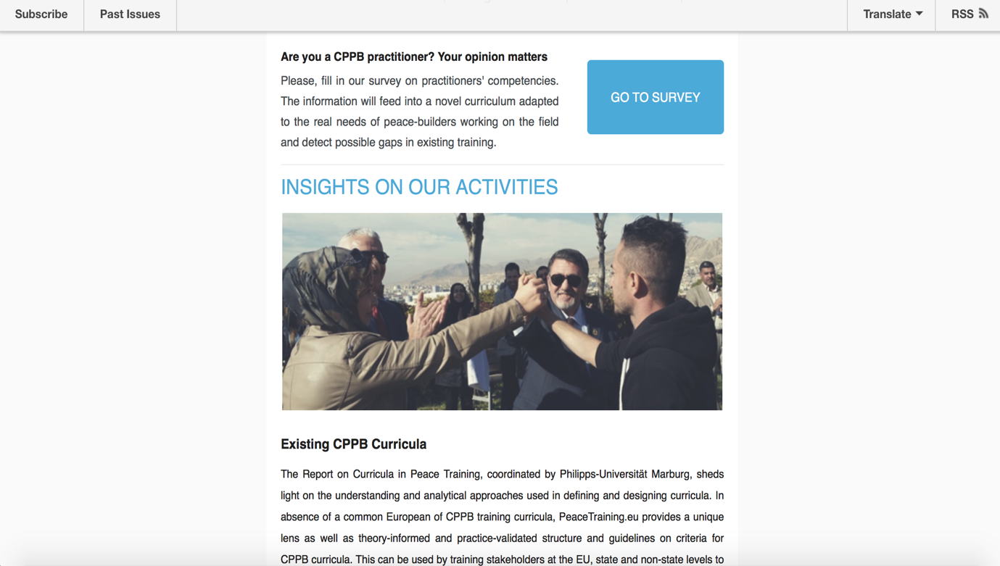 Subscribe
Past Issues
Translate
RSS
Are you a CPPB practitioner? Your opinion matters
Please, fill in our survey on practitioners' competencies.
The information will feed into a novel curriculum adapted
to the real needs of peace-builders working on the field
and detect possible gaps in existing training.
GO TO SURVEY
INSIGHTS ON OUR ACTIVITIES
Existing CPPB Curricula
The Report on Curricula in Peace Training, coordinated by Philipps-Universität Marburg, sheds
light on the understanding and analytical approaches used in defining and designing curricula. In
absence of a common European of CPPB training curricula, PeaceTraining.eu provides a unique
lens as well as theory-informed and practice-validated structure and guidelines on criteria for
CPPB curricula. This can be used by training stakeholders at the EU, state and non-state levels to